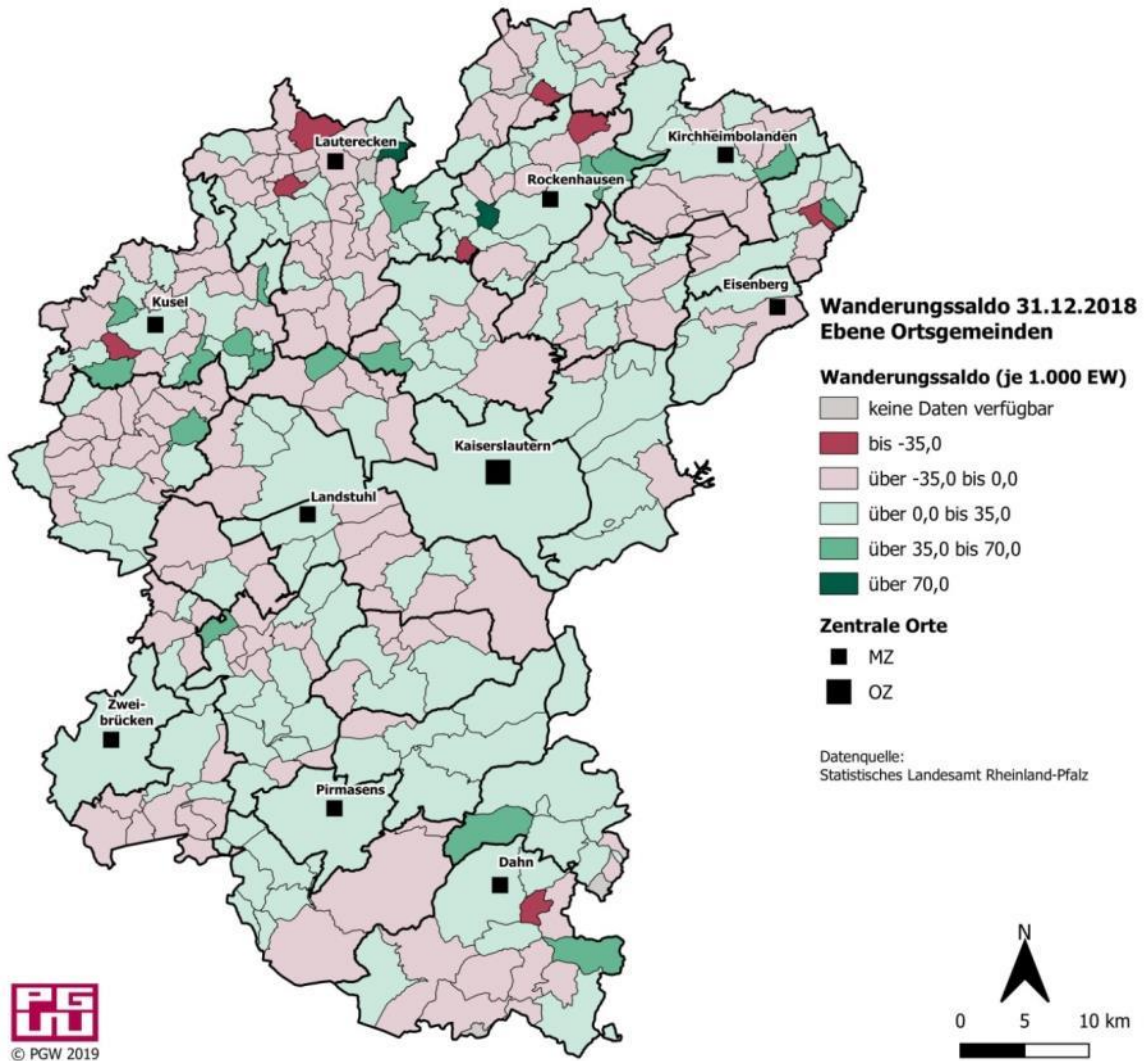 Lauterecken
Kirchheimbolanden
Rockenhausen
Eisenberg
Kusel
Kaiserslautern
Landstuhl
Zwei-
brücken
Pirmasens
Dahn
Wanderungssaldo 31.12.2018
Ebene Ortsgemeinden
Wanderungssaldo (je 1.000 EW)
keine Daten verfügbar
bis -35,0
über -35,0 bis 0,0
über 0,0 bis 35,0
über 35,0 bis 70,0
über 70,0
Zentrale Orte
MZ
OZ
Datenquelle:
Statistisches Landesamt Rheinland-Pfalz
N
0 5 10 km
PGW
© PGW 2019